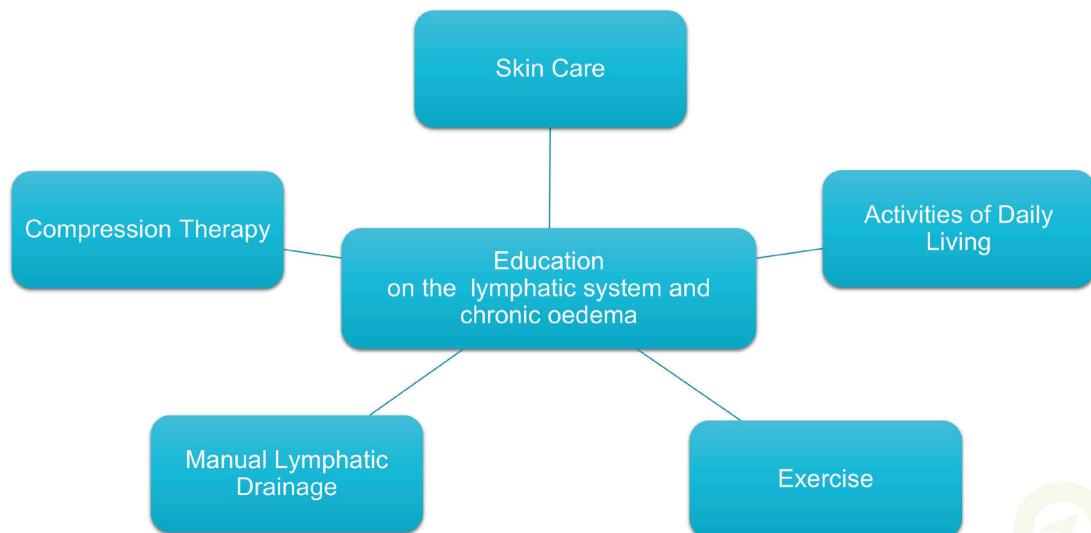 Skin Care
Compression Therapy
Activities of Daily
Living
Education
on the lymphatic system and
chronic oedema
Manual Lymphatic
Drainage
Exercise